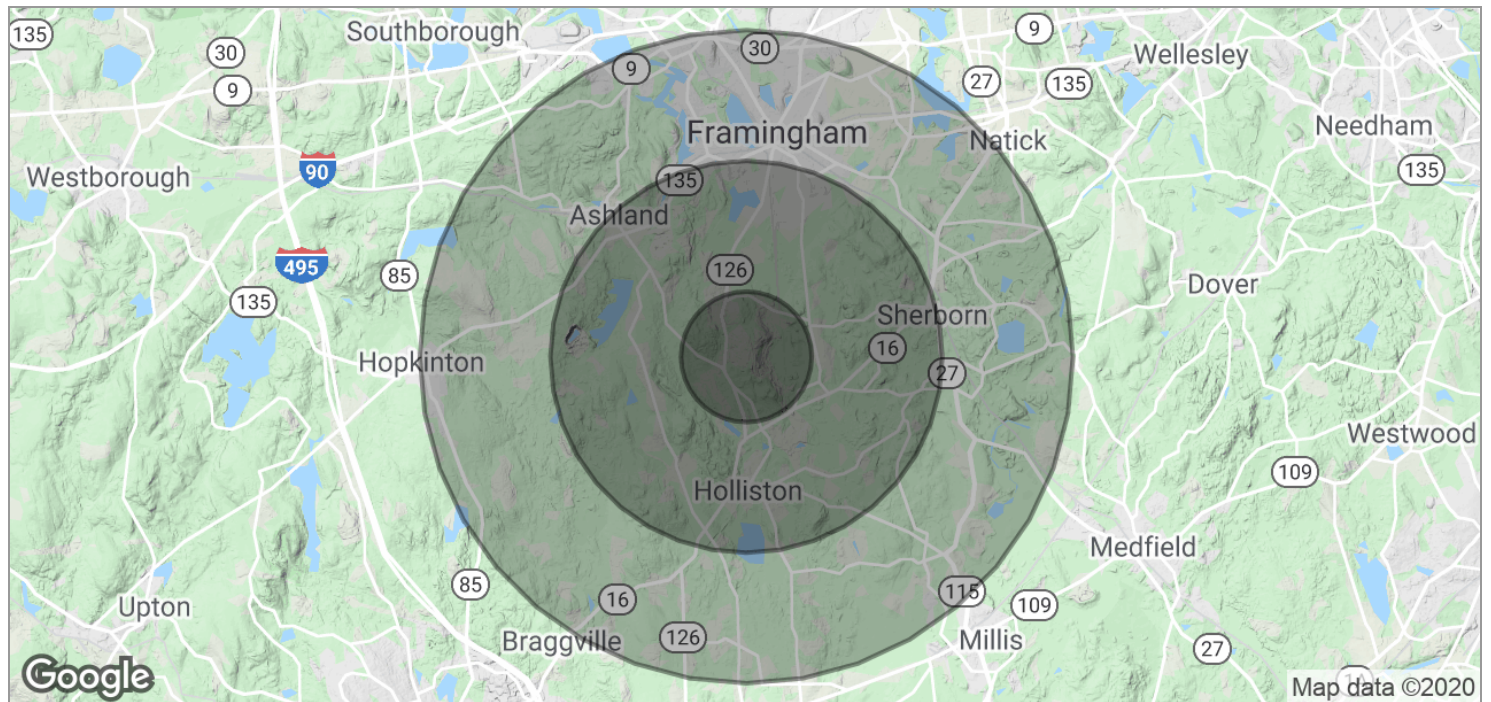 135
30
Southborough
9
30
9
Wellesley
9
27
135
Framingham
Natick
Needham
90
135
Westborough
135
Ashland
126
495
85
135
Dover
Sherborn
16
27
Hopkinton
Westwood
109
Holliston
Medfield
85
16
115
109
Upton
Braggville
126
Millis
27
Google
Map data ©2020